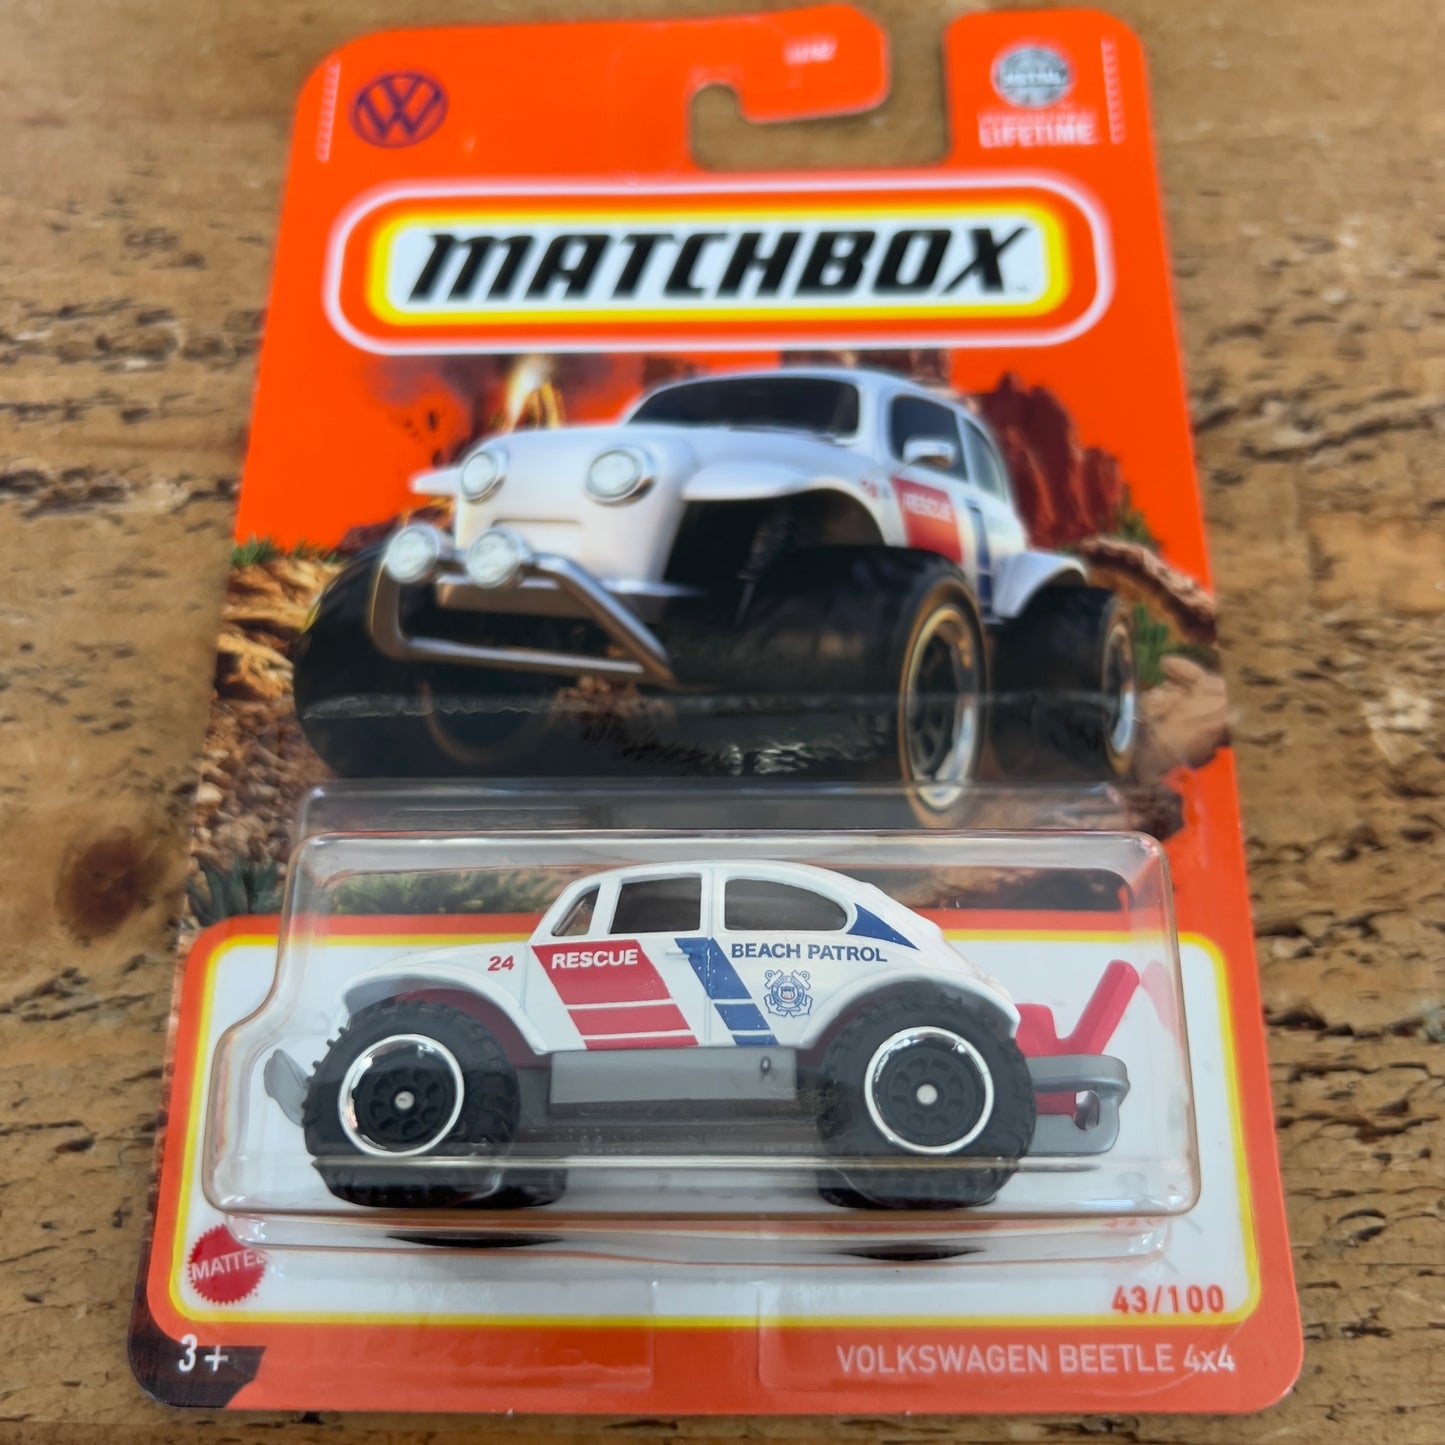 LIFETIME
MATCHBOX
RESCUE
24
RESCUE
BEACH PATROL
MATTEL
43/100
3+
VOLKSWAGEN BEETLE 4x4